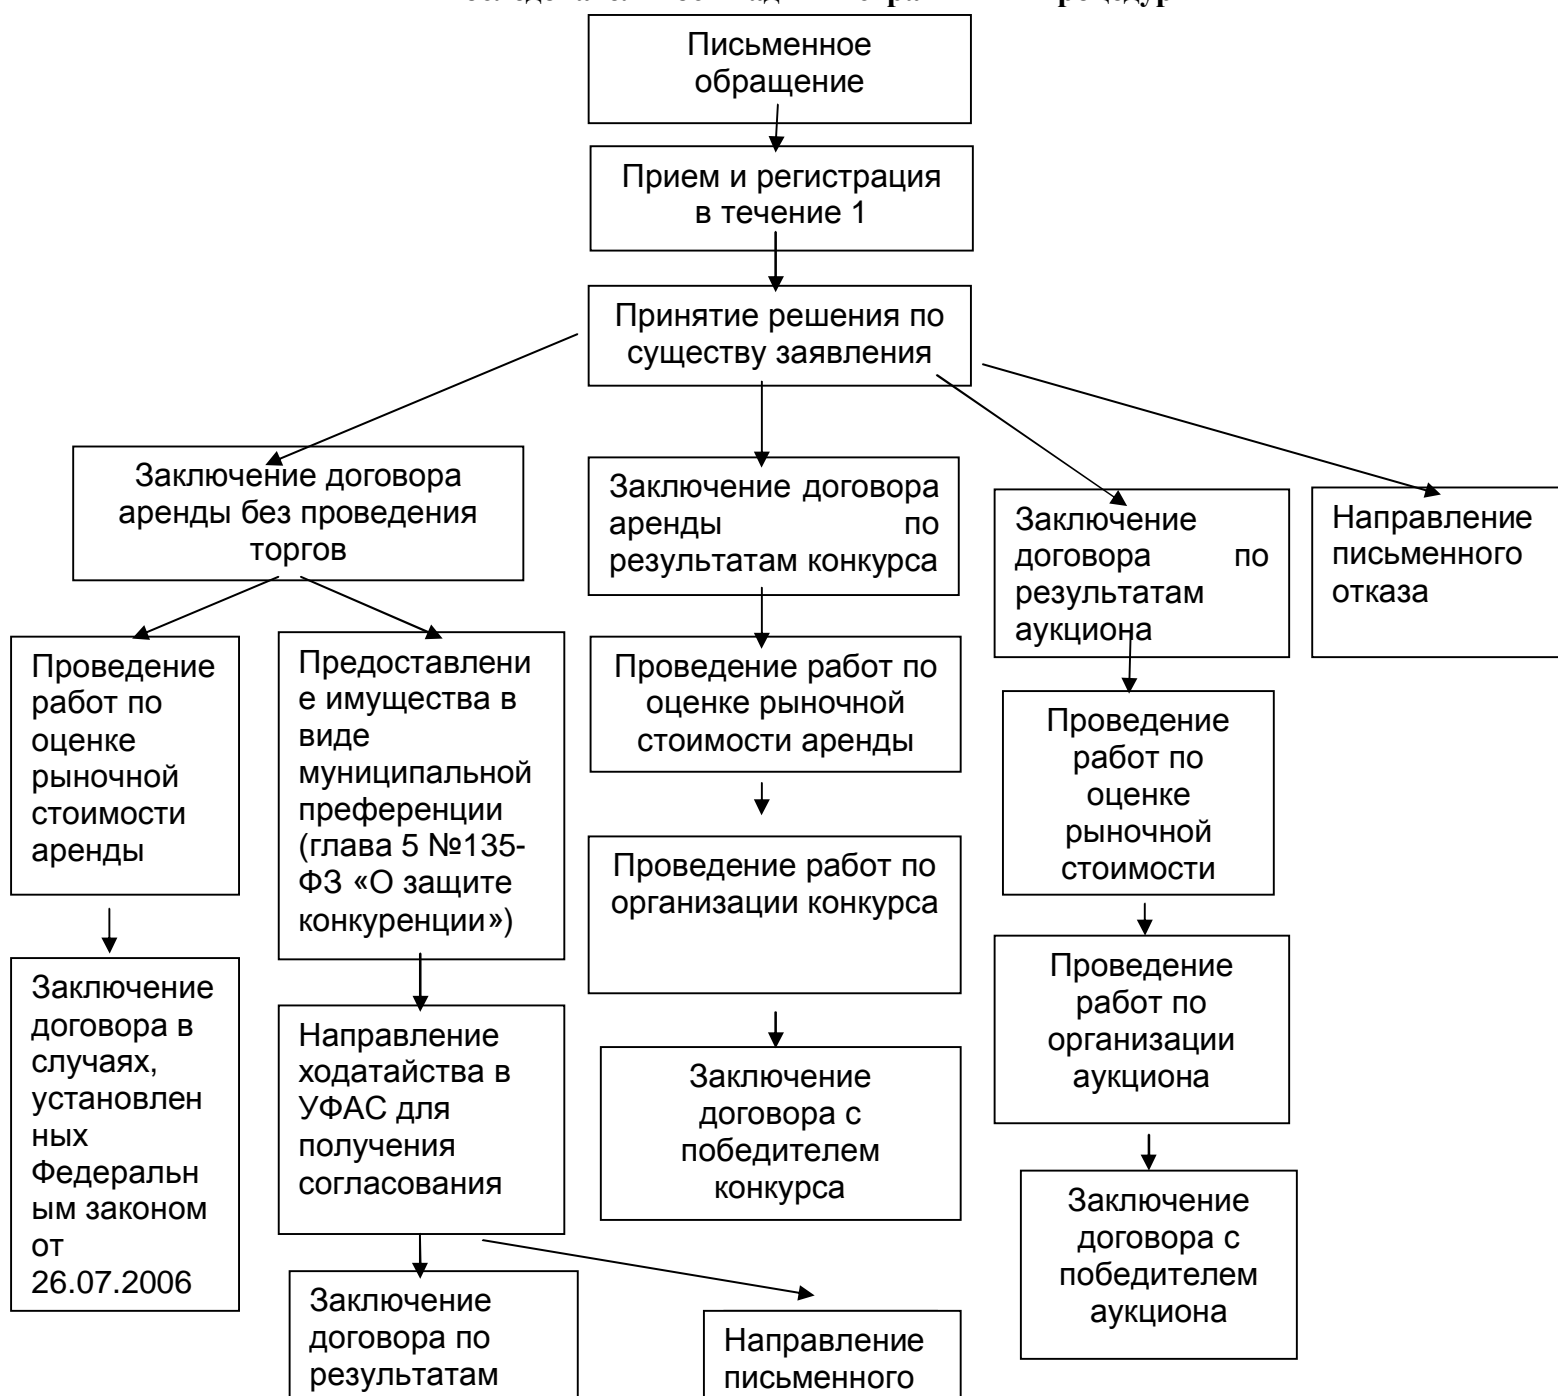 Письменное
обращение
Прием и регистрация
в течение 1
Принятие решения по
существу заявления
Заключение договора
аренды без проведения
торгов
Заключение договора
аренды по
результатам конкурса
Заключение
договора по
результатам
аукциона
Направление
письменного
отказа
Проведение
работ по
оценке
рыночной
стоимости
аренды
Предоставлени
е имущества в
виде
муниципальной
преференции
(глава 5 №135-
ФЗ «О защите
конкуренции»)
Проведение работ по
оценке рыночной
стоимости аренды
Проведение
работ по
оценке
рыночной
стоимости
Проведение работ по
организации конкурса
Проведение
работ по
организации
аукциона
Заключение
договора в
случаях,
установлен
ных
Федеральн
ым законом
от
26.07.2006
Направление
ходатайства в
УФАС для
получения
согласования
Заключение
договора с
победителем
конкурса
Заключение
договора с
победителем
аукциона
Заключение
договора по
результатам
Направление
письменного